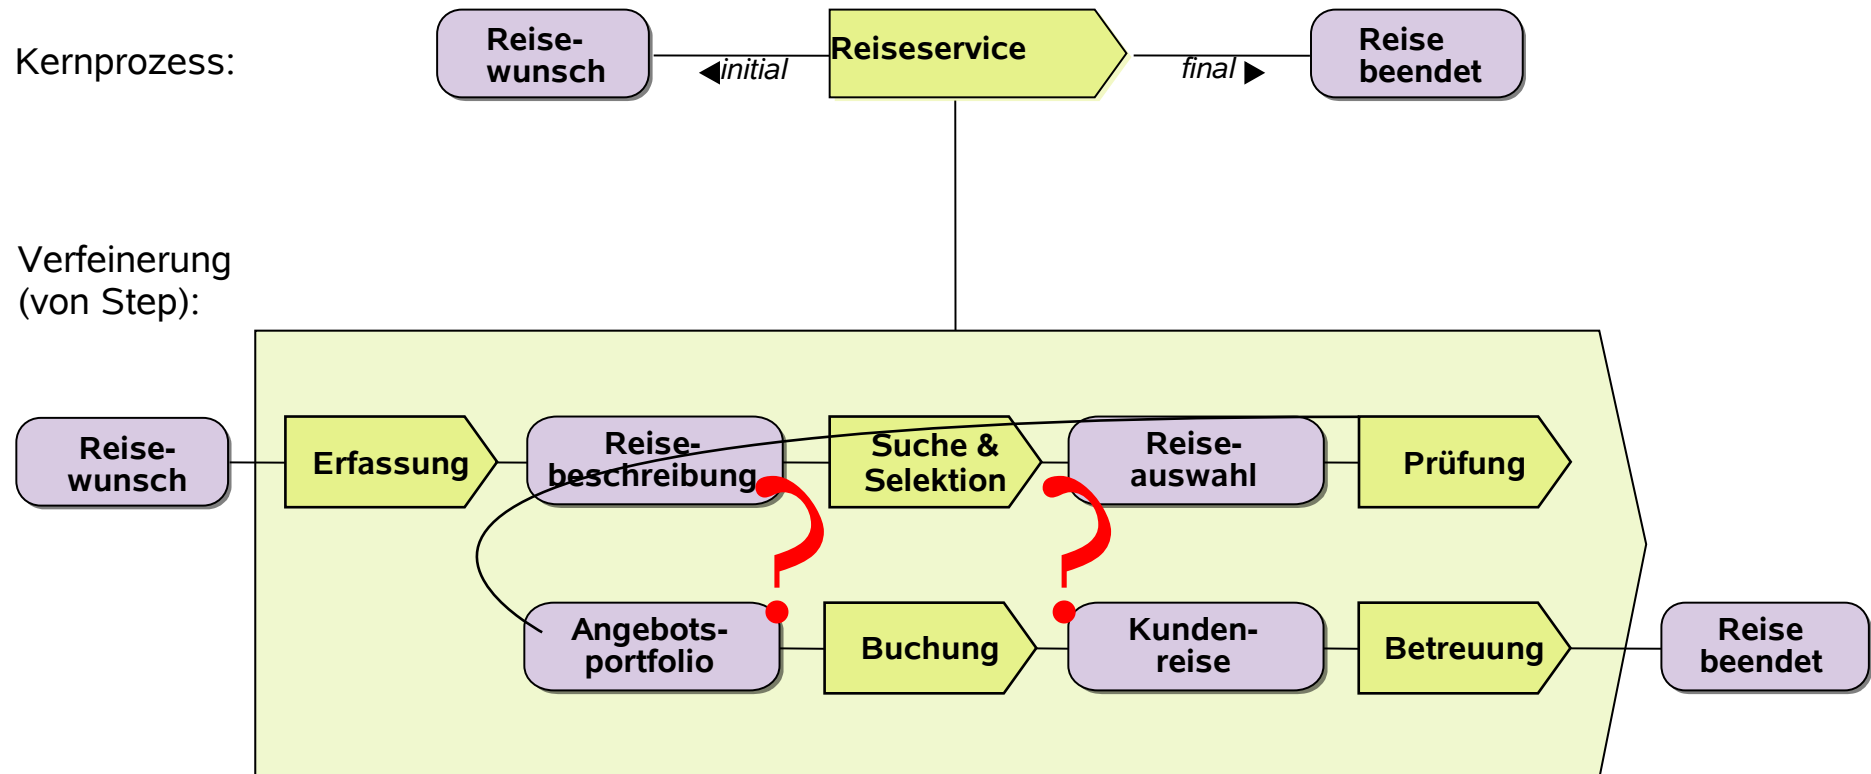 Kernprozess:
Reise-
wunsch
initial
Reiseservice
final
Reise
beendet
Verfeinerung
(von Step):
Reise-
wunsch
Erfassung
Reise-
beschreibung
Suche &
Selektion
Reise-
auswahl
Prüfung
?
?
Angebots-
portfolio
Buchung
Kunden-
reise
Betreuung
Reise
beendet